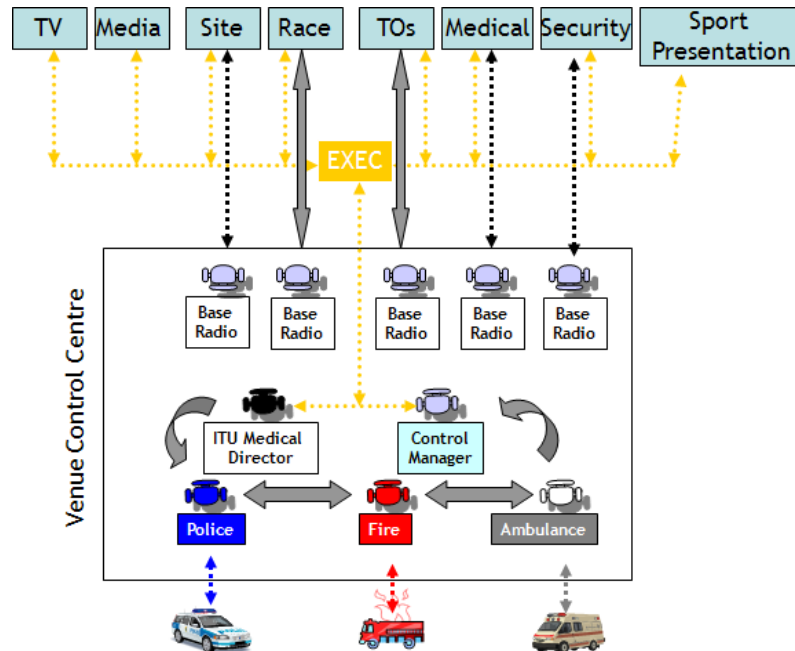 TV
Media
Site
Race
TOs
Medical
Security
Sport
Presentation
EXEC
Venue Control Centre
Base
Radio
Base
Radio
Base
Radio
Base
Radio
Base
Radio
ITU Medical
Director
Control
Manager
Police
Fire
Ambulance